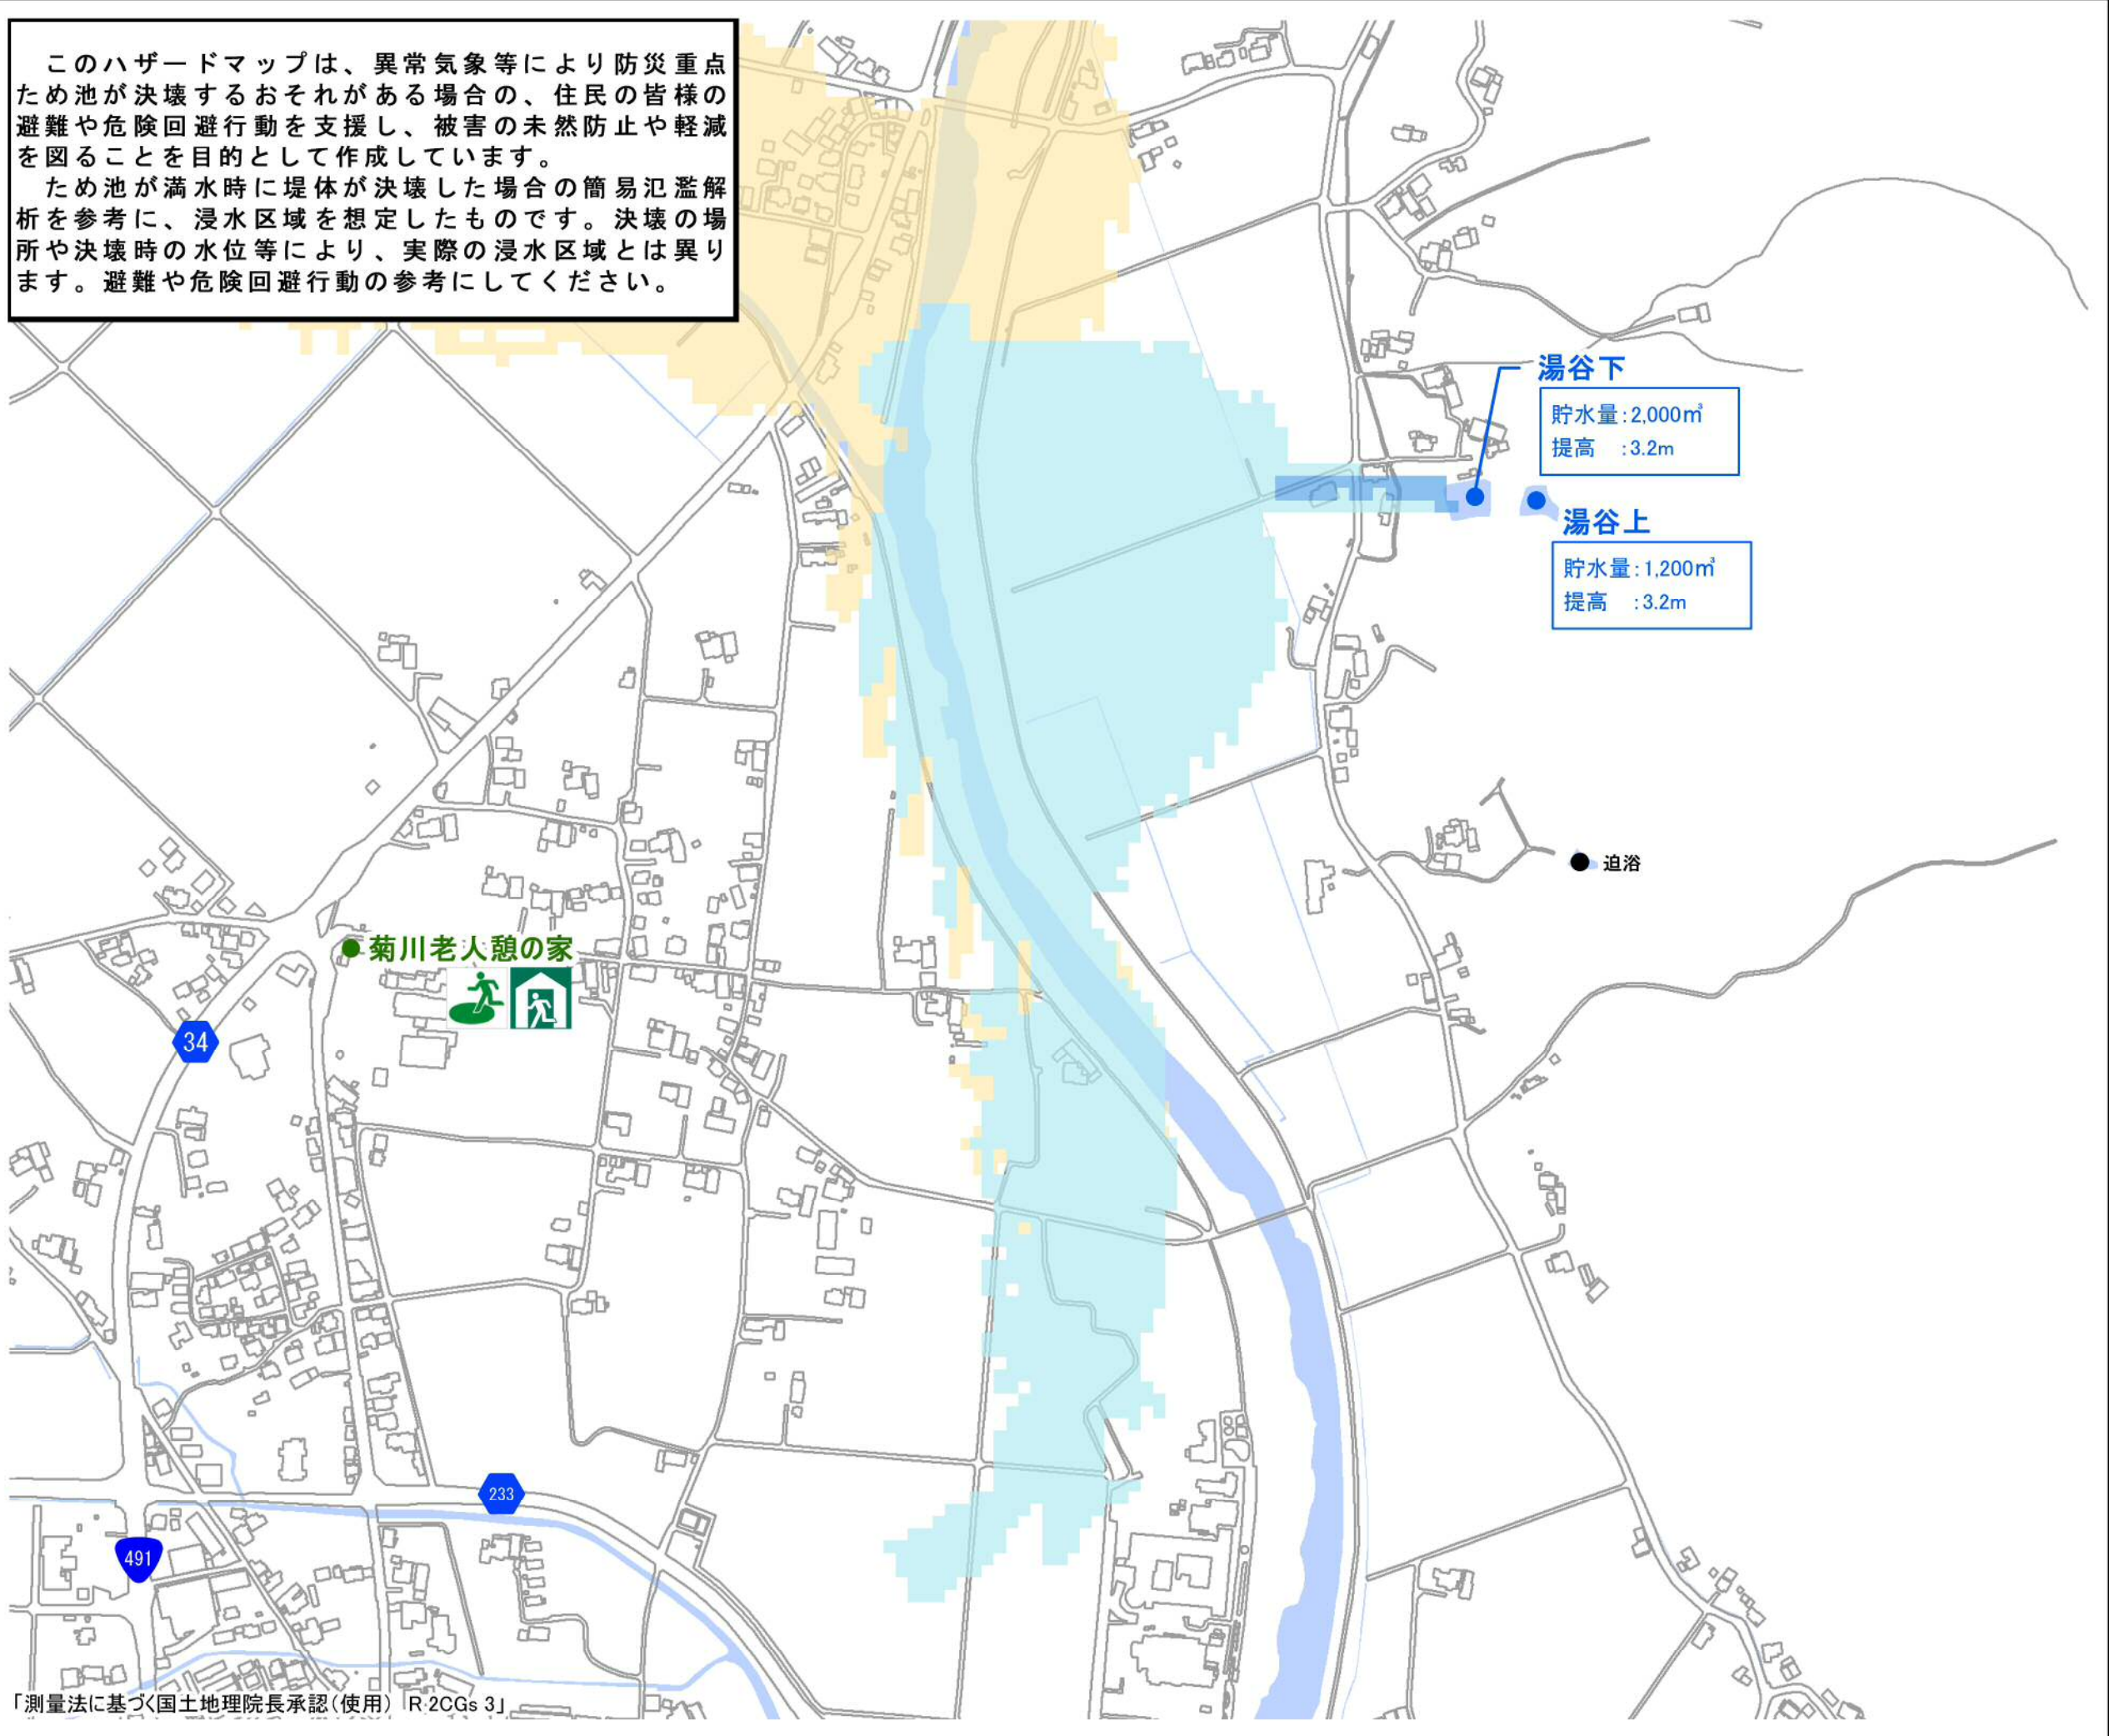 このハザードマップは、異常気象等により防災重点
ため池が決壊するおそれがある場合の、住民の皆様の
避難や危険回避行動を支援し、被害の未然防止や軽減
を図ることを目的として作成しています。
ため池が満水時に堤体が決壊した場合の簡易氾濫解
析を参考に、浸水区域を想定したものです。決壊の場
所や決壊時の水位等により、実際の浸水区域とは異り
ます。避難や危険回避行動の参考にしてください。
湯谷下
貯水量:2,000㎥
提高 :3.2m
湯谷上
貯水量:1,200㎥
提高 :3.2m
迫浴
菊川老人憩の家
34
233
491
「測量法に基づく国土地理院長承認(使用) R 2CGs 3」